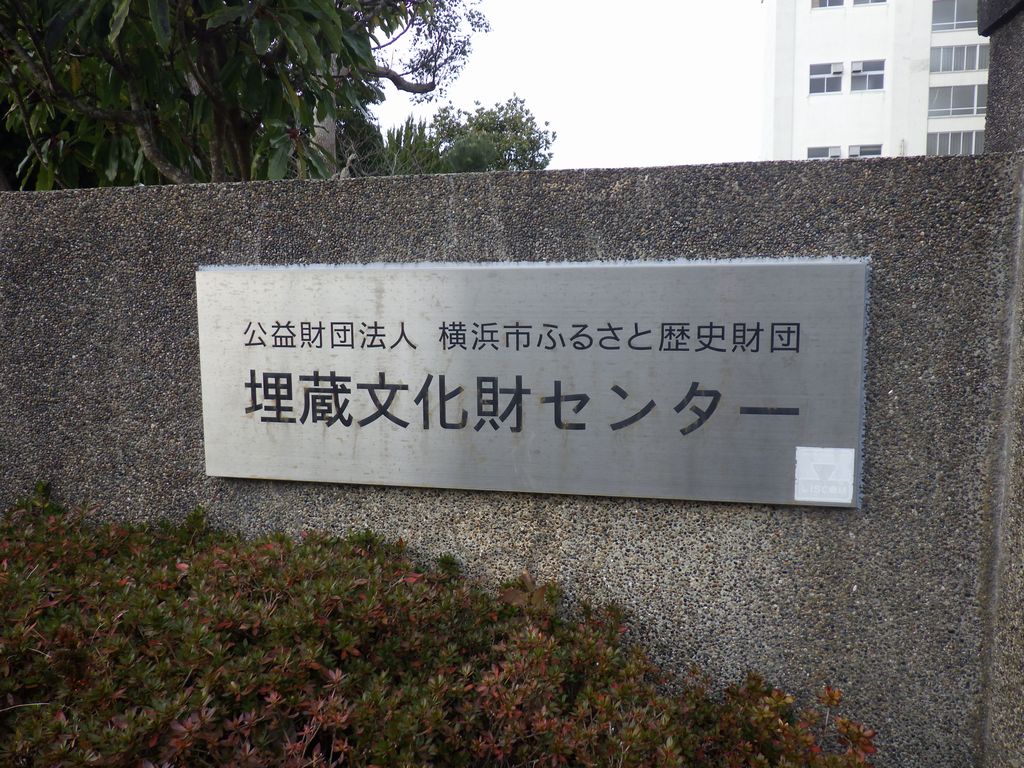 公益財団法人 横浜市ふるさと歴史財団
埋蔵文化財センター